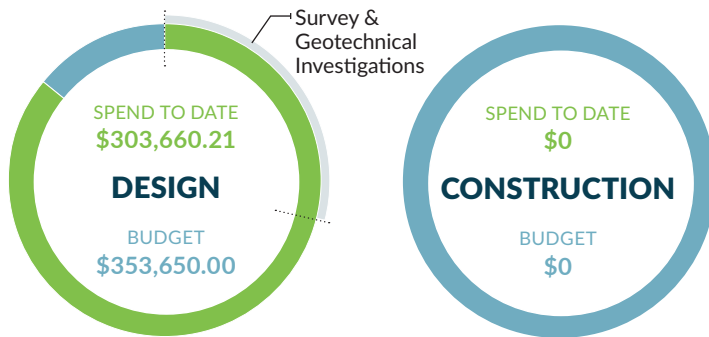 Survey &
Geotechnical
Investigations
SPEND TO DATE
$303,660.21
DESIGN
BUDGET
$353,650.00
SPEND TO DATE
$0
CONSTRUCTION
BUDGET
$0